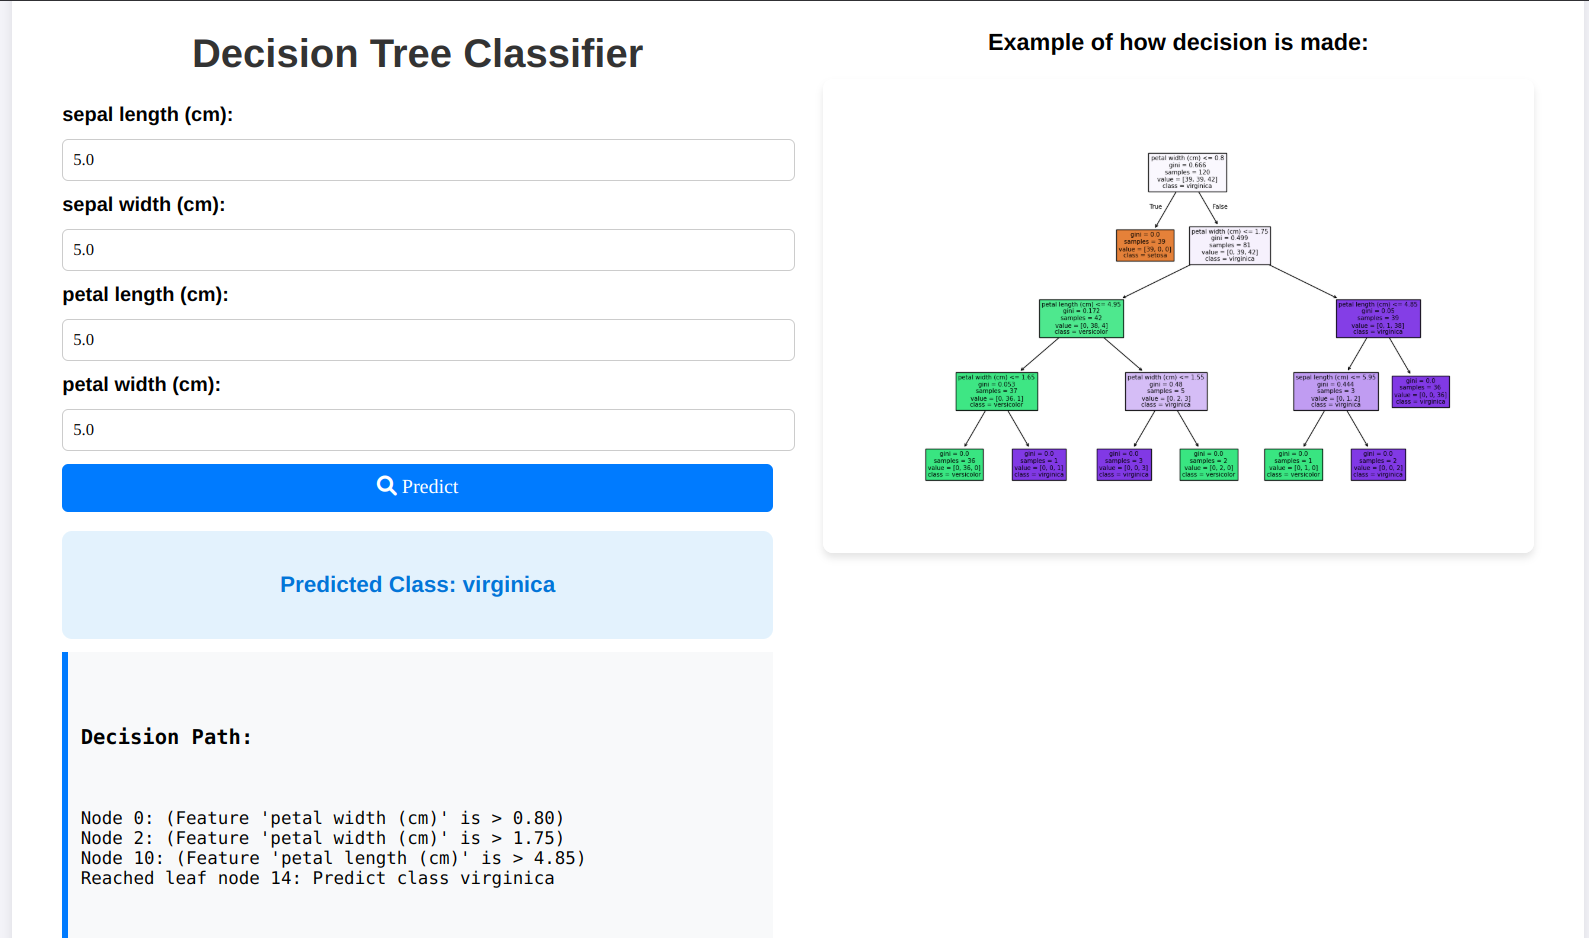 Decision Tree Classifier
sepal length (cm):
5.0
sepal width (cm):
5.0
petal length (cm):
5.0
petal width (cm):
5.0
Predict
Predicted Class: virginica
Decision Path:
Node 0: (Feature 'petal width (cm)' is > 0.80)
Node 2: (Feature 'petal width (cm)' is > 1.75)
Node 10: (Feature 'petal length (cm)' is > 4.85)
Reached leaf node 14: Predict class virginica
Example of how decision is made:
petal width (cm) <= 0.8
gini = 0.666
samples = 120
value = [39, 39, 42]
class = virginica
True
False
gini = 0.0
samples = 39
value = [39, 0, 0]
class = setosa
petal width (cm) <= 1.75
gini = 0.499
samples = 81
value = [0, 39, 42]
class = virginica
petal length (cm) <= 4.95
gini = 0.172
samples = 42
value = [0, 38, 4]
class = versicolor
petal length (cm) <= 4.85
gini = 0.05
samples = 39
value = [0, 1, 38]
class = virginica
petal width (cm) <= 1.65
gini = 0.053
samples = 37
value = [0, 36, 1]
class = versicolor
petal width (cm) <= 1.55
gini = 0.48
samples = 5
value = [0, 2, 3]
class = virginica
sepal length (cm) <= 5.95
gini = 0.444
samples = 3
value = [0, 1, 2]
class = virginica
gini = 0.0
samples = 36
value = [0, 0, 36]
class = virginica
gini = 0.0
samples = 36
value = [0, 36, 0]
class = versicolor
gini = 0.0
samples = 1
value = [0, 0, 1]
class = virginica
gini = 0.0
samples = 3
value = [0, 0, 3]
class = virginica
gini = 0.0
samples = 2
value = [0, 2, 0]
class = versicolor
gini = 0.0
samples = 1
value = [0, 1, 0]
class = versicolor
gini = 0.0
samples = 2
value = [0, 0, 2]
class = virginica